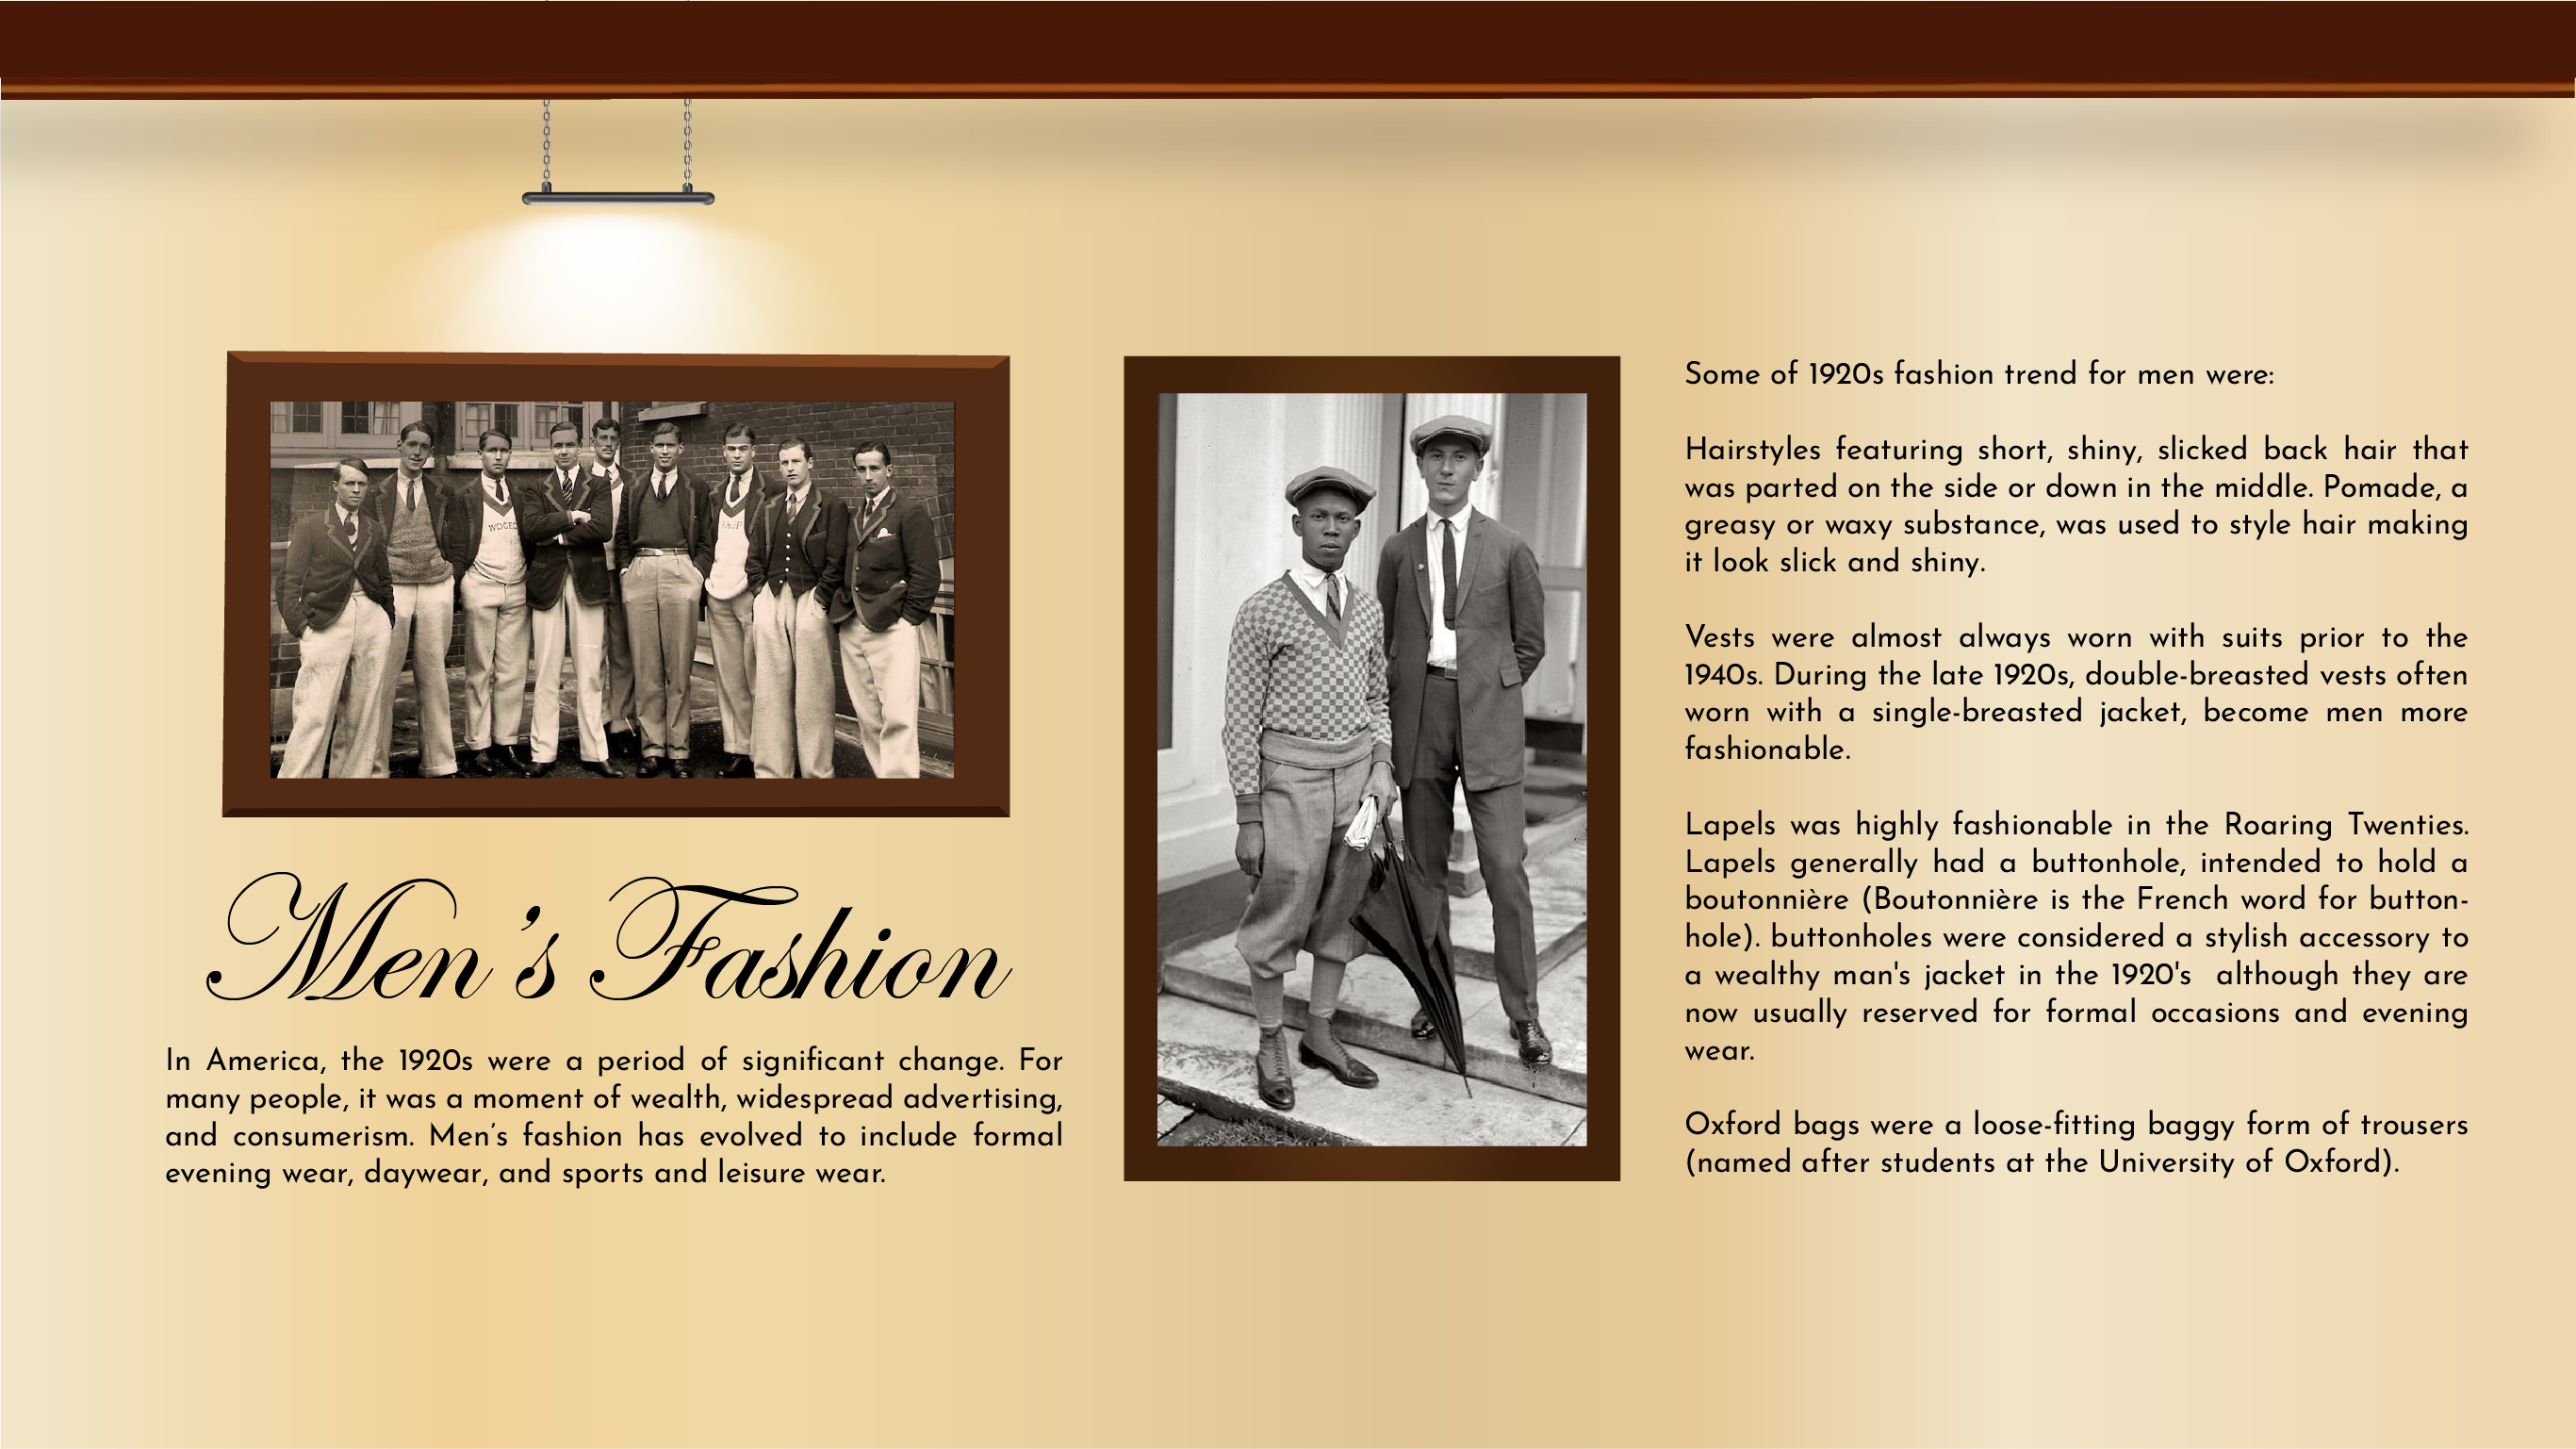 WDGEC
Men's Fashion
In America, the 1920s were a period of significant change. For
many people, it was a moment of wealth, widespread advertising,
and consumerism. Men's fashion has evolved to include formal
evening wear, daywear, and sports and leisure wear.
Some of 1920s fashion trend for men were:
Hairstyles featuring short, shiny, slicked back hair that
was parted on the side or down in the middle. Pomade, a
greasy or waxy substance, was used to style hair making
it look slick and shiny.
Vests were almost always worn with suits prior to the
1940s. During the late 1920s, double-breasted vests often
worn with a single-breasted jacket, become men more
fashionable.
Lapels was highly fashionable in the Roaring Twenties.
Lapels generally had a buttonhole, intended to hold a
boutonnière (Boutonnière is the French word for button-
hole). buttonholes were considered a stylish accessory to
a wealthy man's jacket in the 1920's  although they are
now usually reserved for formal occasions and evening
wear.
Oxford bags were a loose-fitting baggy form of trousers
(named after students at the University of Oxford).